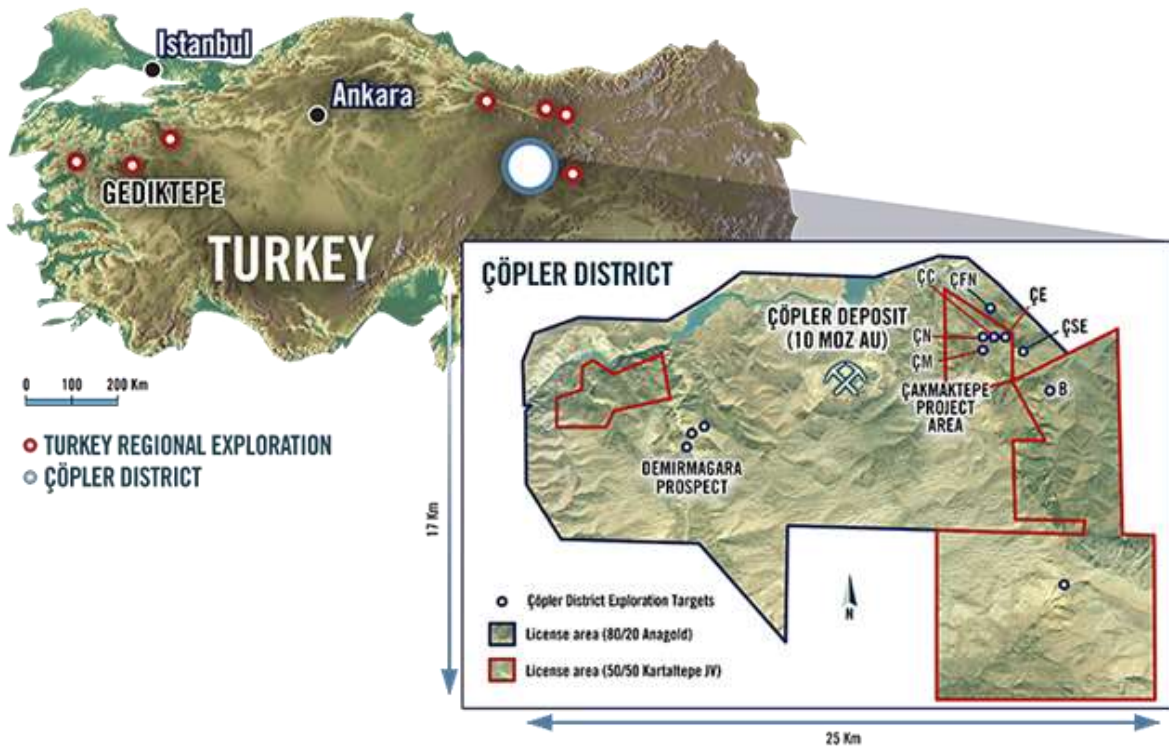 Istanbul
Ankara
GEDIKTEPE
TURKEY
0 100 200 Km
TURKEY REGIONAL EXPLORATION
ÇÖPLER DISTRICT
ÇÖPLER DISTRICT
ÇC
ÇFN
ÇE
ÇN
ÇSE
ÇM
ÇÖPLER DEPOSIT
(10 MOZ AU)
ÇAKMAKTEPE
PROJECT
AREA
B
DEMIRMAGARA
PROSPECT
17 Km
Çöpler District Exploration Targets
License area (80/20 Anagold)
License area (50/50 Kartaltepe JV)
N
25 Km